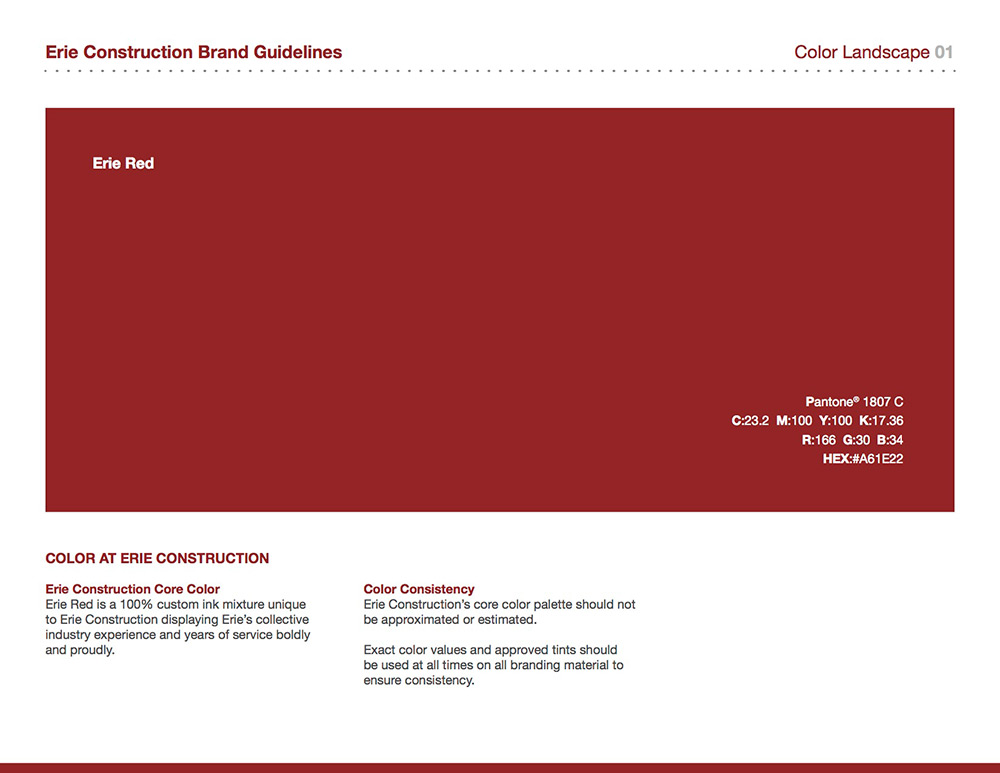 Erie Construction Brand Guidelines
Color Landscape 01
Erie Red
Pantone® 1807 C
C:23.2 M:100 Y:100 K:17.36
R:166 G:30 B:34
HEX:#A61E22
COLOR AT ERIE CONSTRUCTION
Erie Construction Core Color
Erie Red is a 100% custom ink mixture unique
to Erie Construction displaying Erie's collective
industry experience and years of service boldly
and proudly.
Color Consistency
Erie Construction's core color palette should not
be approximated or estimated.
Exact color values and approved tints should
be used at all times on all branding material to
ensure consistency.